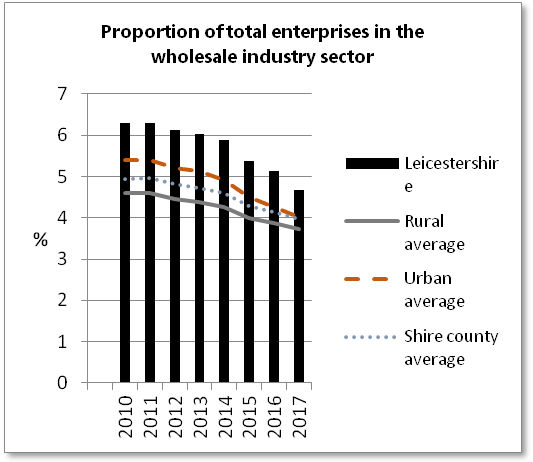 Proportion of total enterprises in the
wholesale industry sector
7
6
5
4
3
2
1
0
%
2010
2011
2012
2013
2014
2015
2016
2017
Leicestershir
e
Rural
average
Urban
average
Shire county
average